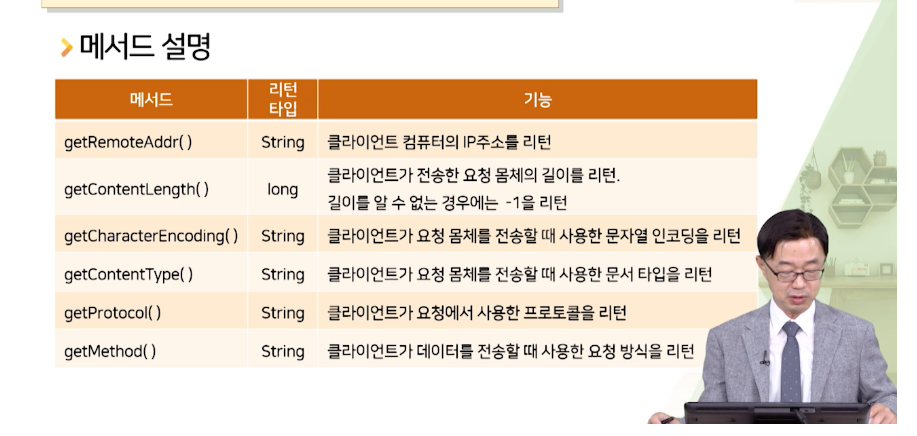 메서드 설명
메서드 리턴 타입 기능
getRemoteAddr( ) String 클라이언트 컴퓨터의 IP주소를 리턴
getContentLength( ) long 클라이언트가 전송한 요청 몸체의 길이를 리턴.
길이를 알 수 없는 경우에는 -1을 리턴
getCharacterEncoding( ) String 클라이언트가 요청 몸체를 전송할 때 사용한 문자열 인코딩을 리턴
getContentType( ) String 클라이언트가 요청 몸체를 전송할 때 사용한 문서 타입을 리턴
getProtocol( ) String 클라이언트가 요청에서 사용한 프로토콜을 리턴
getMethod( ) String 클라이언트가 데이터를 전송할 때 사용한 요청 방식을 리턴